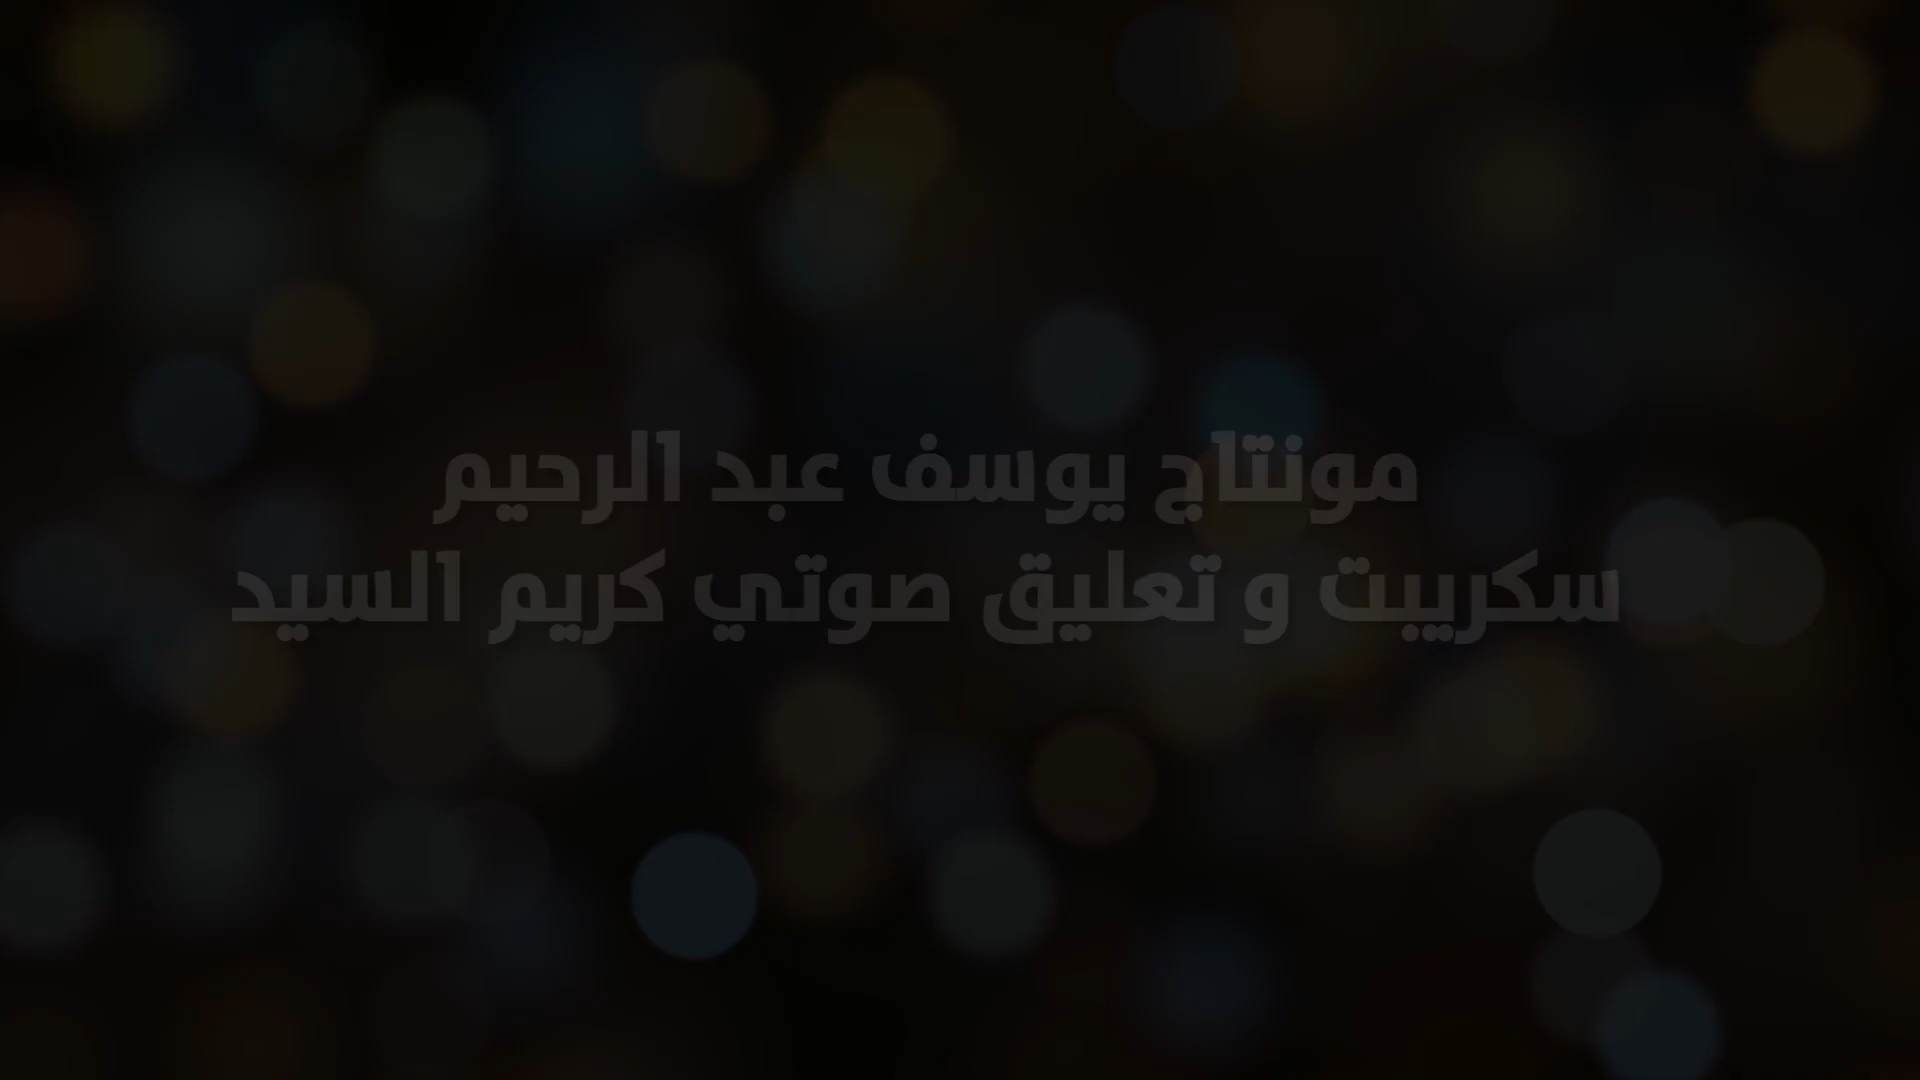 مونتاج يوسف عبد الرحيم
سكريبت و تعليق صوتي كريم السيد